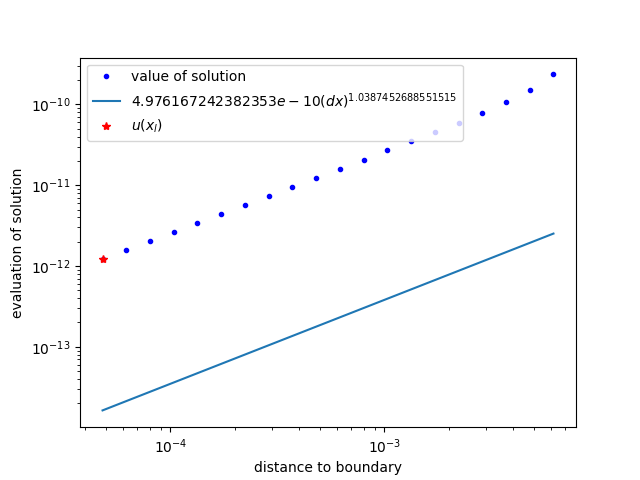 value of solution
4.976167242382353e − 10(dx)^1.0387452688551515
u(x_l)
10^−10
10^−11
10^−12
10^−13
evaluation of solution
10^−4
10^−3
distance to boundary